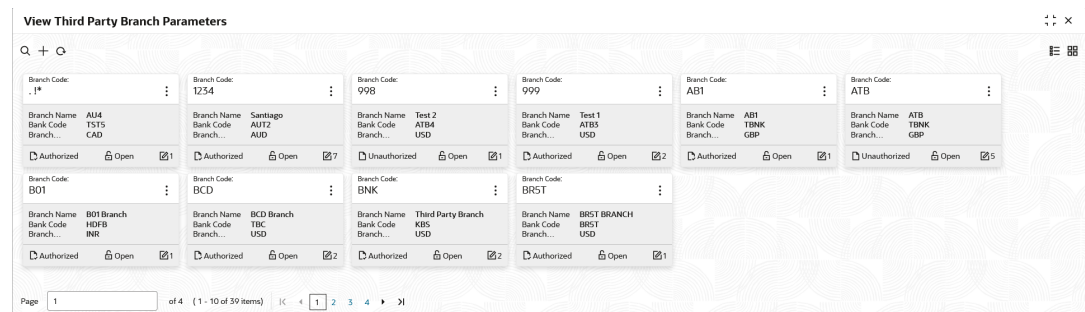 View Third Party Branch Parameters
Branch Code: Branch Code: Branch Code: Branch Code: Branch Code: Branch Code:
. !* 1234 998 999 AB1 ATB
Branch Name AU4 Branch Name Santiago Branch Name Test 2 Branch Name Test 1 Branch Name AB1 Branch Name ATB
Bank Code TST5 Bank Code AUT2 Bank Code ATB4 Bank Code ATB3 Bank Code TBNK Bank Code TBNK
Branch... CAD Branch... AUD Branch... USD Branch... USD Branch... GBP Branch... GBP
Authorized Open 1 Authorized Open 7 Unauthorized Open 1 Authorized Open 2 Authorized Open 1 Unauthorized Open 5
Branch Code: Branch Code: Branch Code: Branch Code:
B01 BCD BNK BR5T
Branch Name B01 Branch Branch Name BCD Branch Branch Name Third Party Branch Branch Name BR5T BRANCH
Bank Code HDFB Bank Code TBC Bank Code KBS Bank Code BR5T
Branch... INR Branch... USD Branch... USD Branch... USD
Authorized Open 1 Authorized Open 2 Authorized Open 2 Authorized Open 1
Page 1 of 4 ( 1 - 10 of 39 items) 1 2 3 4